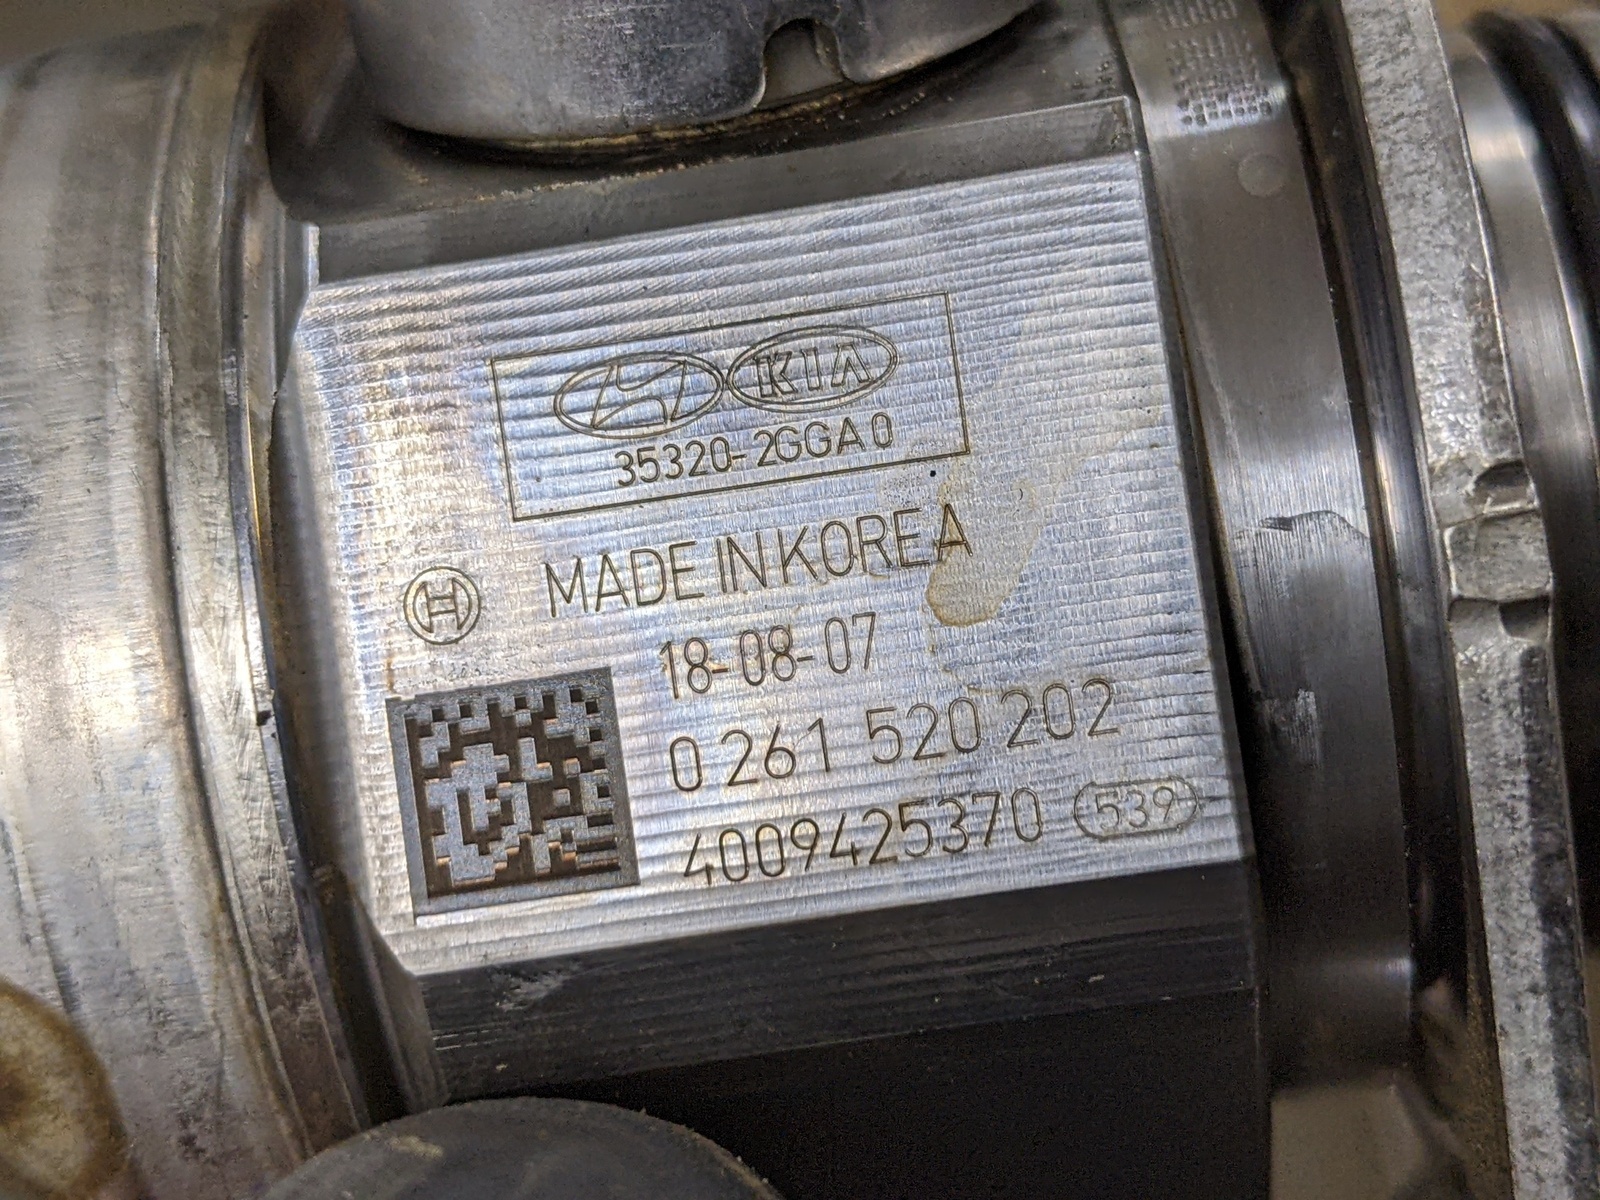 KIA
35320-2GGA0
MADE IN KOREA
18-08-07
0 261 520 202
4009425370 539